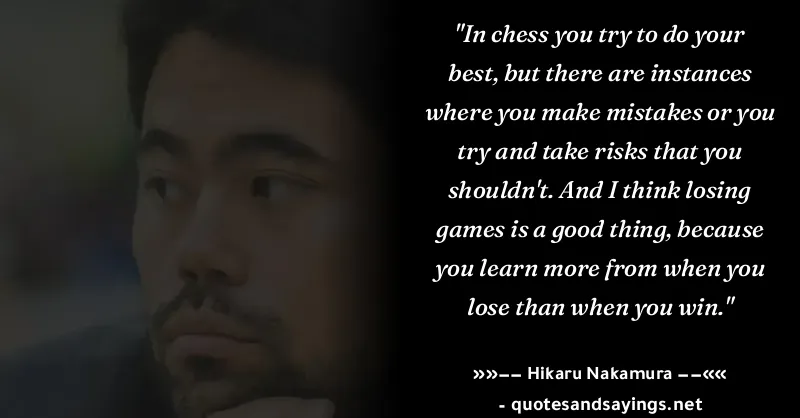 "In chess you try to do your
best, but there are instances
where you make mistakes or you
try and take risks that you
shouldn't. And I think losing
games is a good thing, because
you learn more from when you
lose than when you win."
»»–– Hikaru Nakamura ––««
- quotesandsayings.net